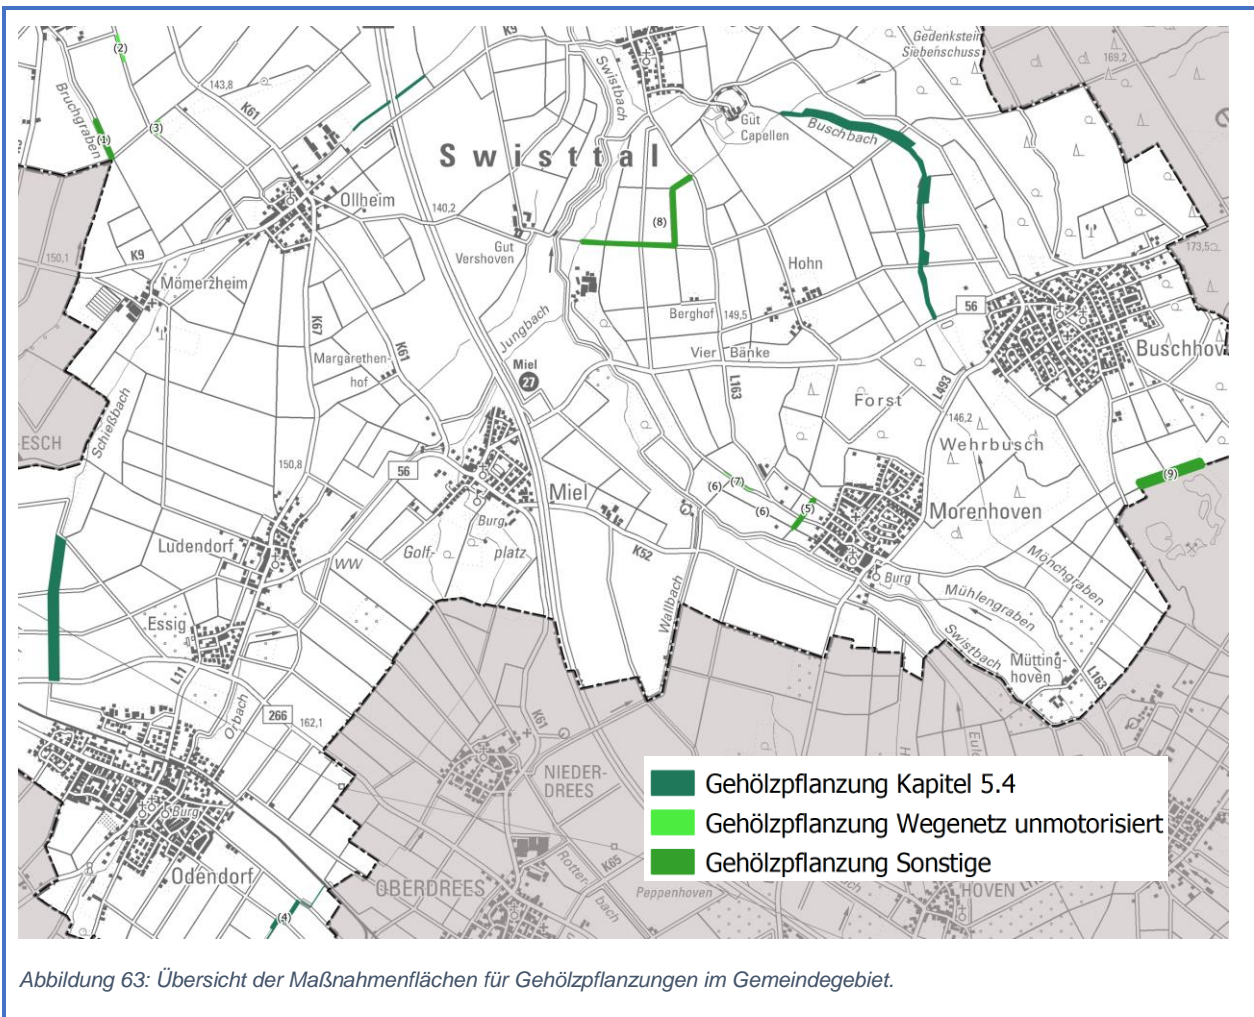 (2)
K9
Gedenkstein
Siebenschuss
169,2
143,8
K61
Swistbach
Bruchgraben
(1)
(3)
Gut
Capellen
Buschbach
Swisttal
Ollheim
140,2
(8)
Gut
Vershoven
150,1
K9
173,5
Mömerzheim
Hohn
Berghof
149,5
56
K67
K61
Jungbach
Margarethen-
hof
Vier Bänke
Buschhov
Miel
27
L163
L493
Forst
146,2
Schießbach
-ESCH
Wehrbusch
150,8
56
(9)
(6)
(7)
Miel
(6)
(5)
Morenhoven
Burg
Ludendorf
Golf-
platz
K52
WW
Mönchgraben
Burg
Mühlengraben
Wallbach
Essig
Swistbach
Mütting-
hoven
L163
L11
Orbach
266
162,1
K61
NIEDER-
DREES
Burg
Gehölzpflanzung Kapitel 5.4
Gehölzpflanzung Wegenetz unmotorisiert
Gehölzpflanzung Sonstige
Odendorf
OBERDREES
Rotter-
bach
K65
Peppenhoven
HOVEN
(4)
Abbildung 63: Übersicht der Maßnahmenflächen für Gehölzpflanzungen im Gemeindegebiet.